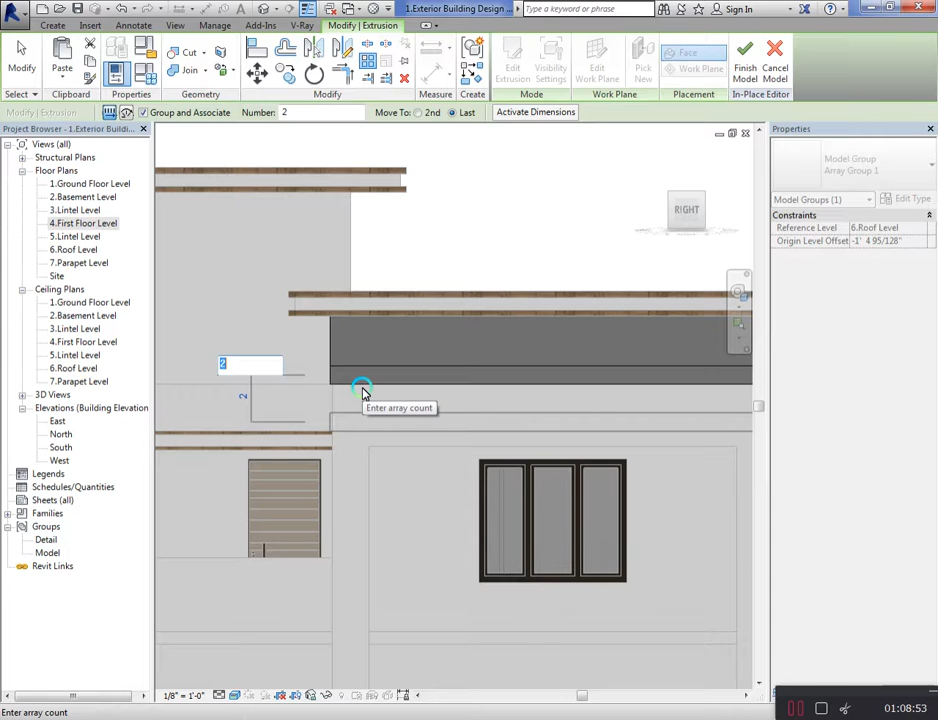 1.Exterior Building Design ...
Sign In
Create
Insert
Annotate
View
Manage
Add-Ins
V-Ray
Modify | Extrusion
Modify
Paste
Cut
Join
Edit Extrusion
Visibility Settings
Edit Work Plane
Pick New
Face
Work Plane
Finish Model
Cancel Model
Select
Clipboard
Properties
Geometry
Modify
Measure
Create
Mode
Work Plane
Placement
In-Place Editor
Modify | Extrusion
Group and Associate
Number: 2
Move To:
2nd
Last
Activate Dimensions
Project Browser - 1.Exterior Buildi...
Views (all)
Structural Plans
Floor Plans
1.Ground Floor Level
2.Basement Level
3.Lintel Level
4.First Floor Level
5.Lintel Level
6.Roof Level
7.Parapet Level
Site
Ceiling Plans
1.Ground Floor Level
2.Basement Level
3.Lintel Level
4.First Floor Level
5.Lintel Level
6.Roof Level
7.Parapet Level
3D Views
Elevations (Building Elevation
East
North
South
West
Legends
Schedules/Quantities
Sheets (all)
Families
Groups
Detail
Model
Revit Links
RIGHT
2
2
Enter array count
Properties
Model Group
Array Group 1
Model Groups (1)
Edit Type
Constraints
Reference Level 6.Roof Level
Origin Level Offset -1' 4 95/128"
1/8" = 1'-0"
Enter array count
01:08:53